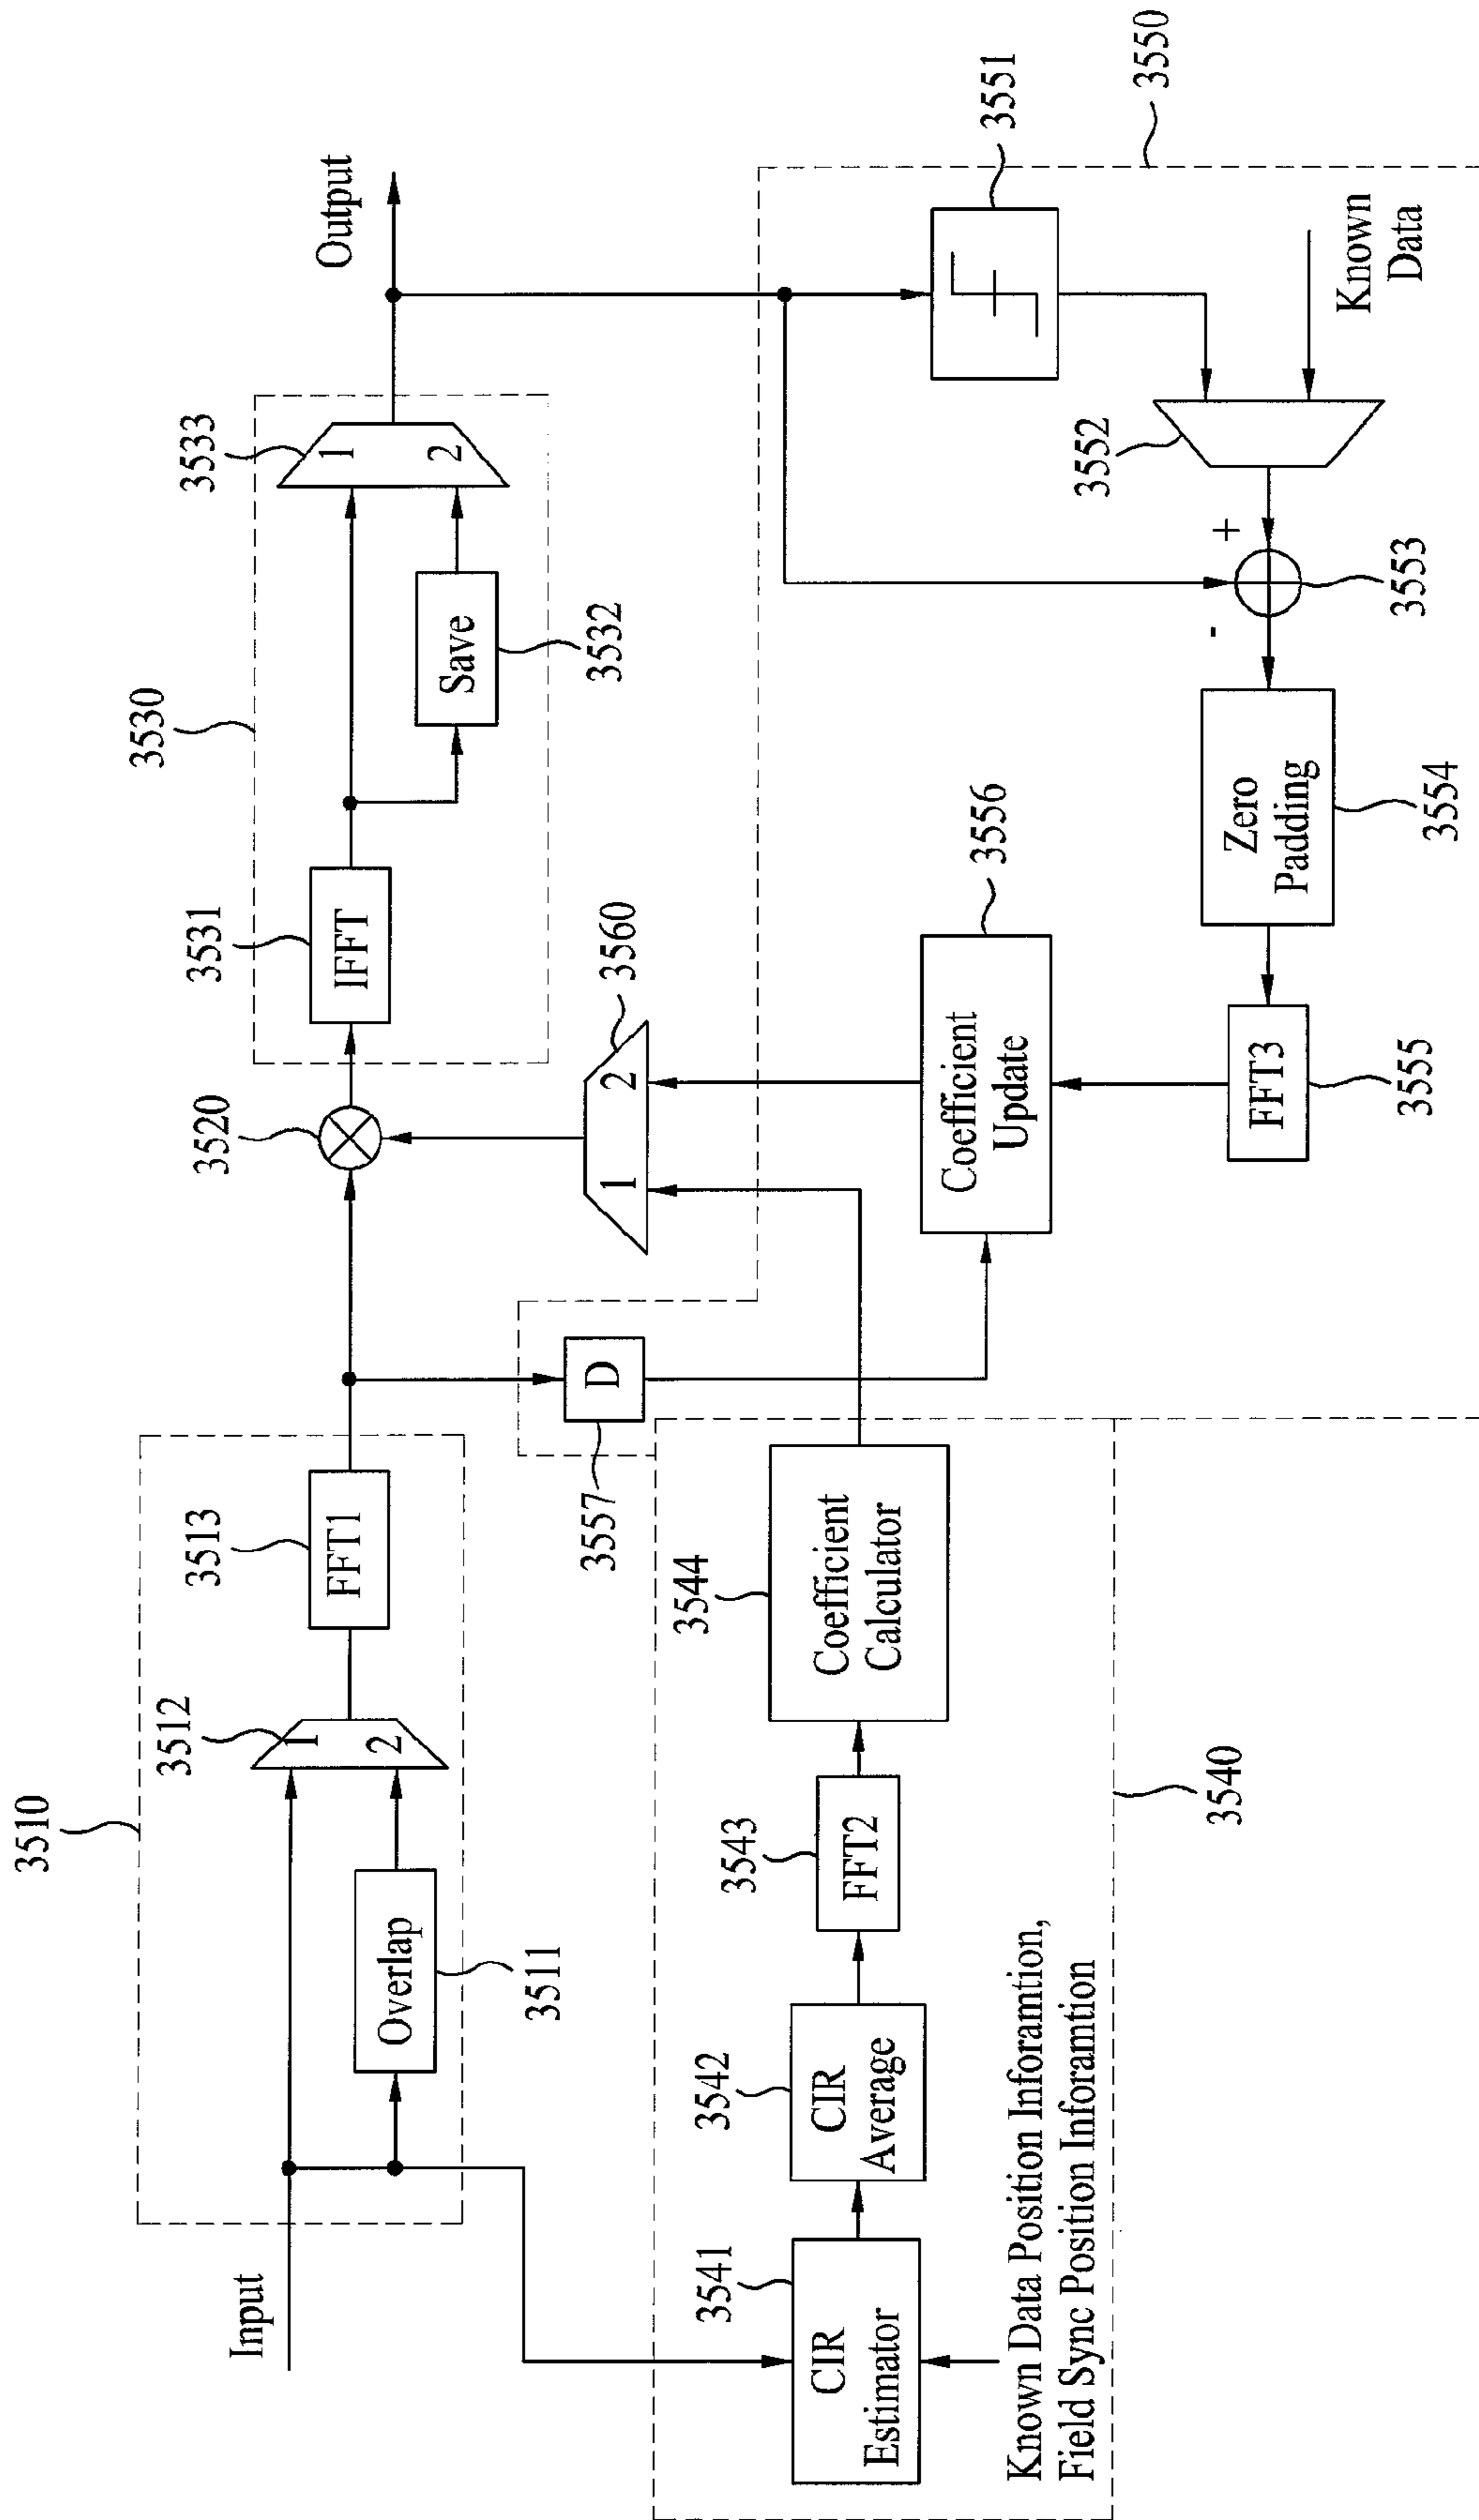 3510
Input
3512
1
2
Overlap
3511
3513
FFT1
3520
3530
3531
IFFT
Save
3532
3533
1
2
Output
3557
D
1
2
3560
3541
CIR
Estimator
3542
CIR
Average
3543
FFT2
3544
Coefficient
Calculator
Known Data Position Inforamtion,
Field Sync Position Inforamtion
3540
Coefficient
Update
3556
FFT3
3555
Zero
Padding
3554
-
+
3553
3552
3551
Known
Data
3550